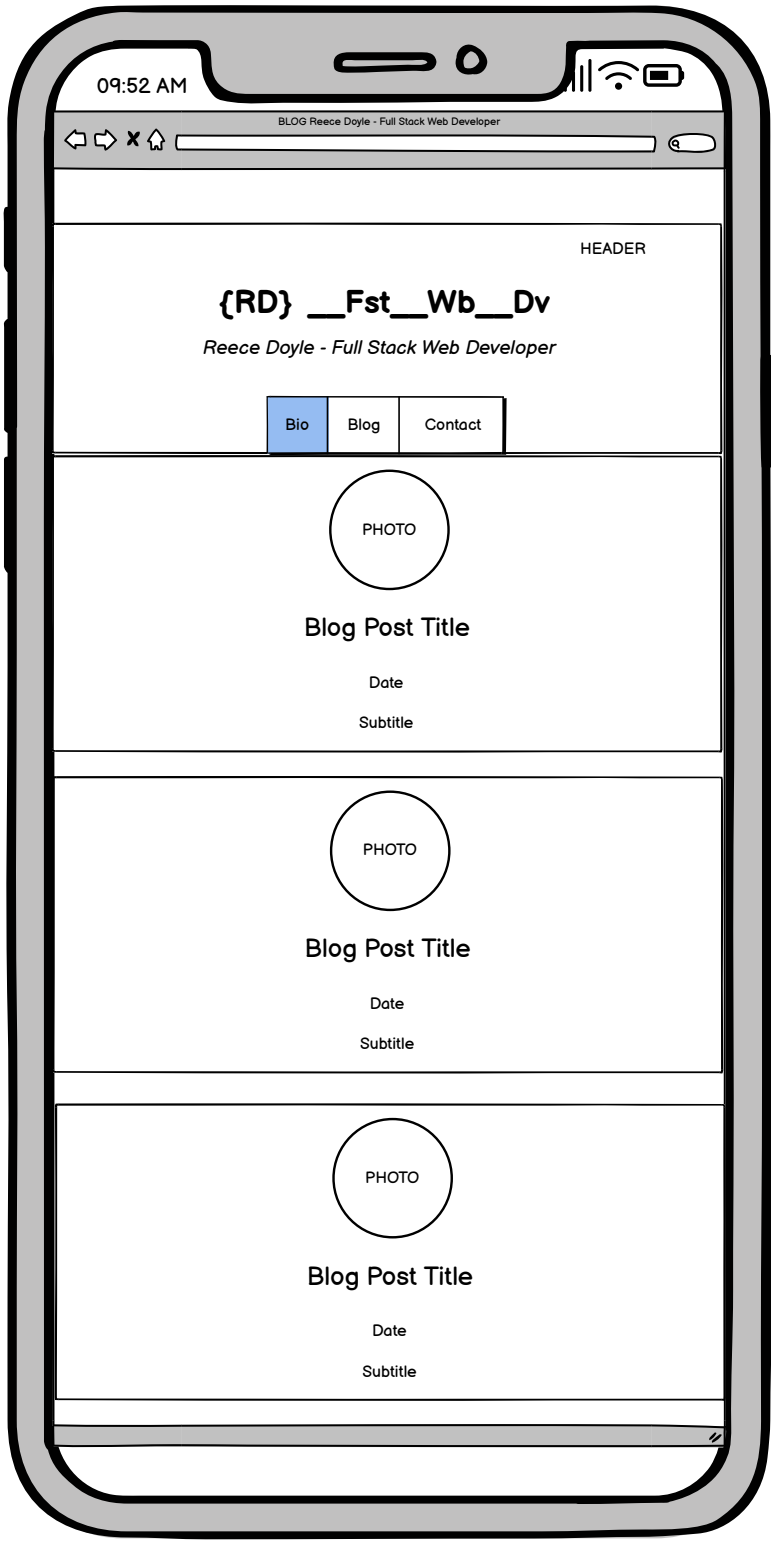 09:52 AM
BLOG Reece Doyle - Full Stack Web Developer
HEADER
{RD} __Fst__Wb__Dv
Reece Doyle - Full Stack Web Developer
Bio Blog Contact
PHOTO
Blog Post Title
Date
Subtitle
PHOTO
Blog Post Title
Date
Subtitle
PHOTO
Blog Post Title
Date
Subtitle